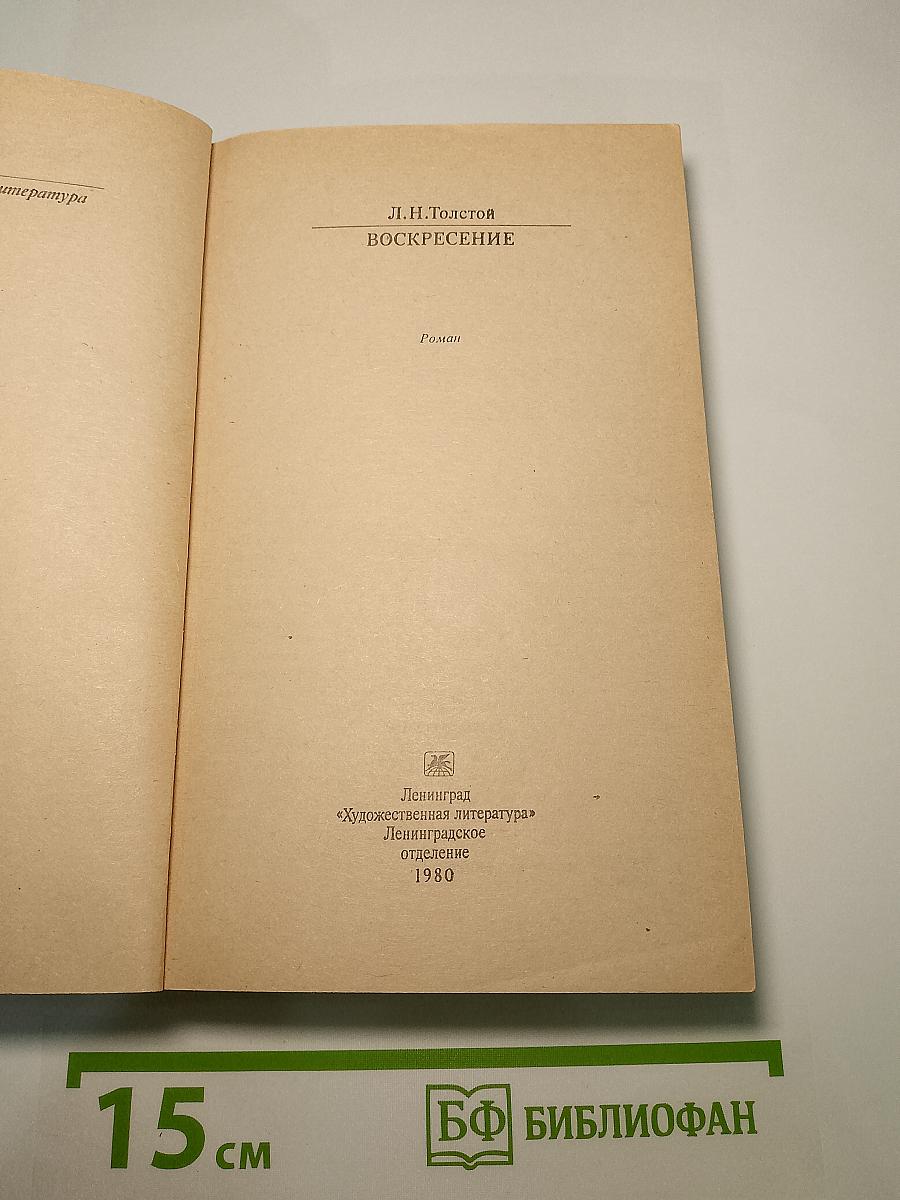 итература
Л.Н.Толстой
ВОСКРЕСЕНИЕ
Роман
Ленинград
«Художественная литература»
Ленинградское
отделение
1980
15 см
БФ БИБЛИОФАН